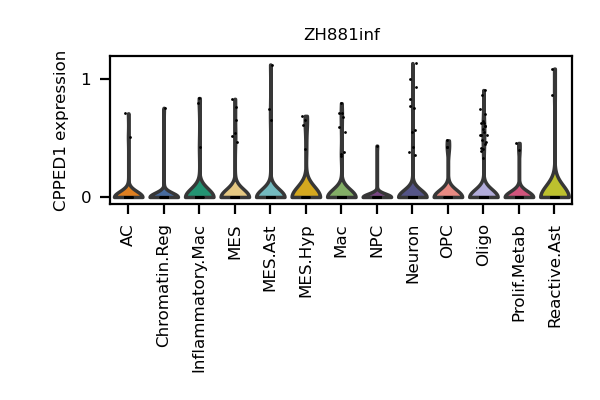 ZH881inf
CPPED1 expression
1
0
AC
Chromatin.Reg
Inflammatory.Mac
MES
MES.Ast
MES.Hyp
Mac
NPC
Neuron
OPC
Oligo
Prolif.Metab
Reactive.Ast